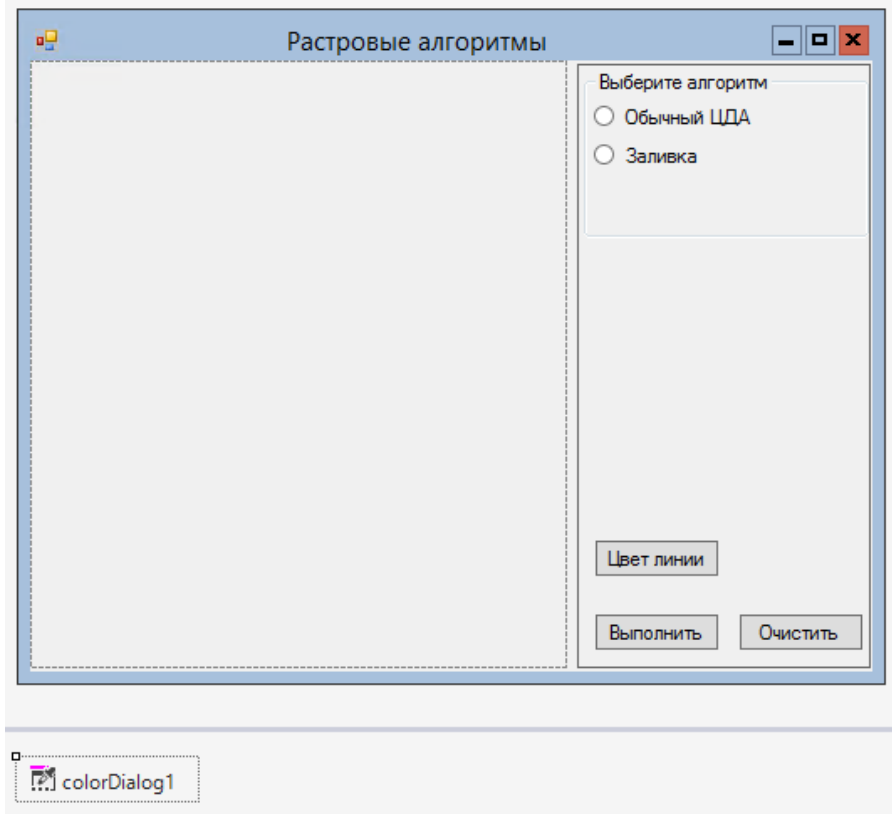 Растровые алгоритмы
Выберите алгоритм
Обычный ЦДА
Заливка
Цвет линии
Выполнить
Очистить
colorDialog1